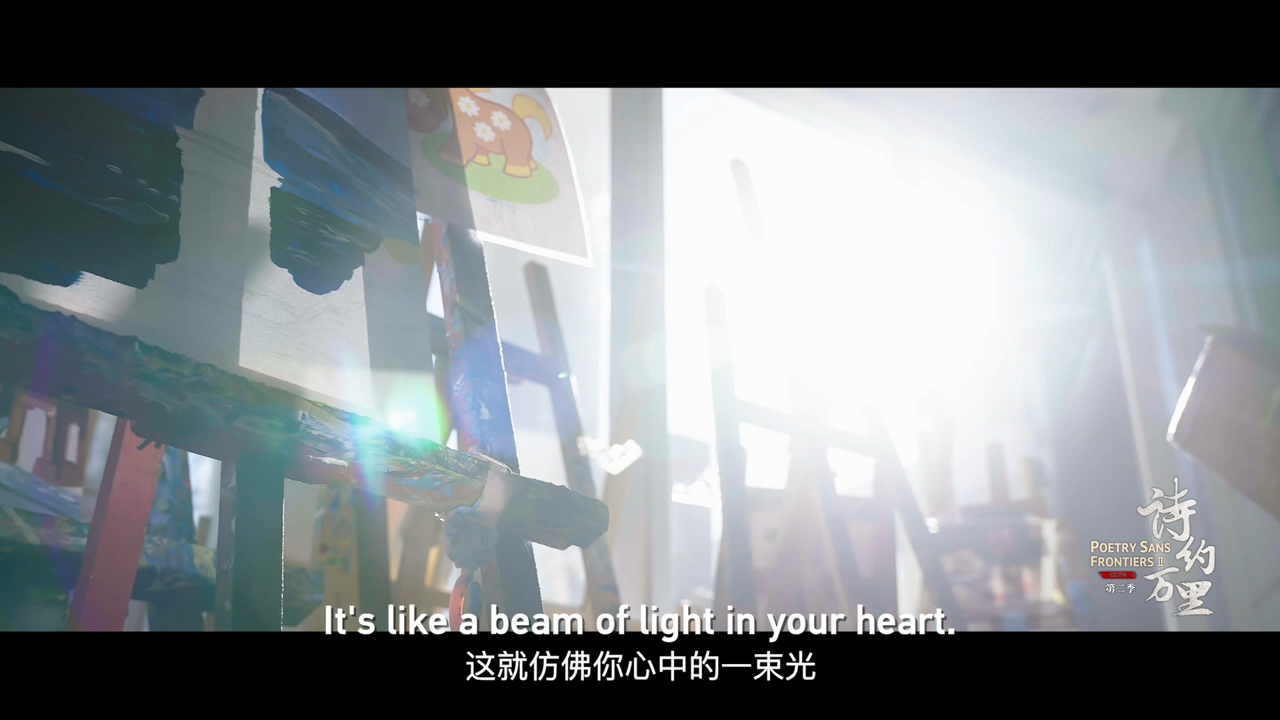 诗约万里
POETRY SANS
FRONTIERS II
CGTN
第二季
It's like a beam of light in your heart.
这就仿佛你心中的一束光